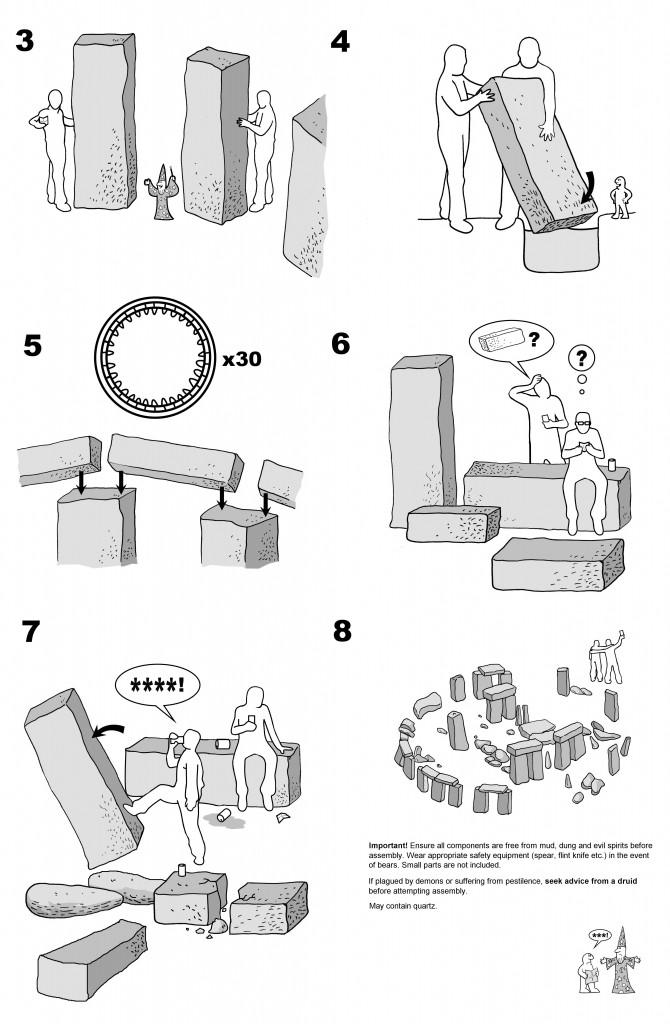 3
4
5
x30
6
?
?
7
****!
8
Important! Ensure all components are free from mud, dung and evil spirits before
assembly. Wear appropriate safety equipment (spear, flint knife etc.) in the event
of bears. Small parts are not included.
If plagued by demons or suffering from pestilence, seek advice from a druid
before attempting assembly.
May contain quartz.
***!